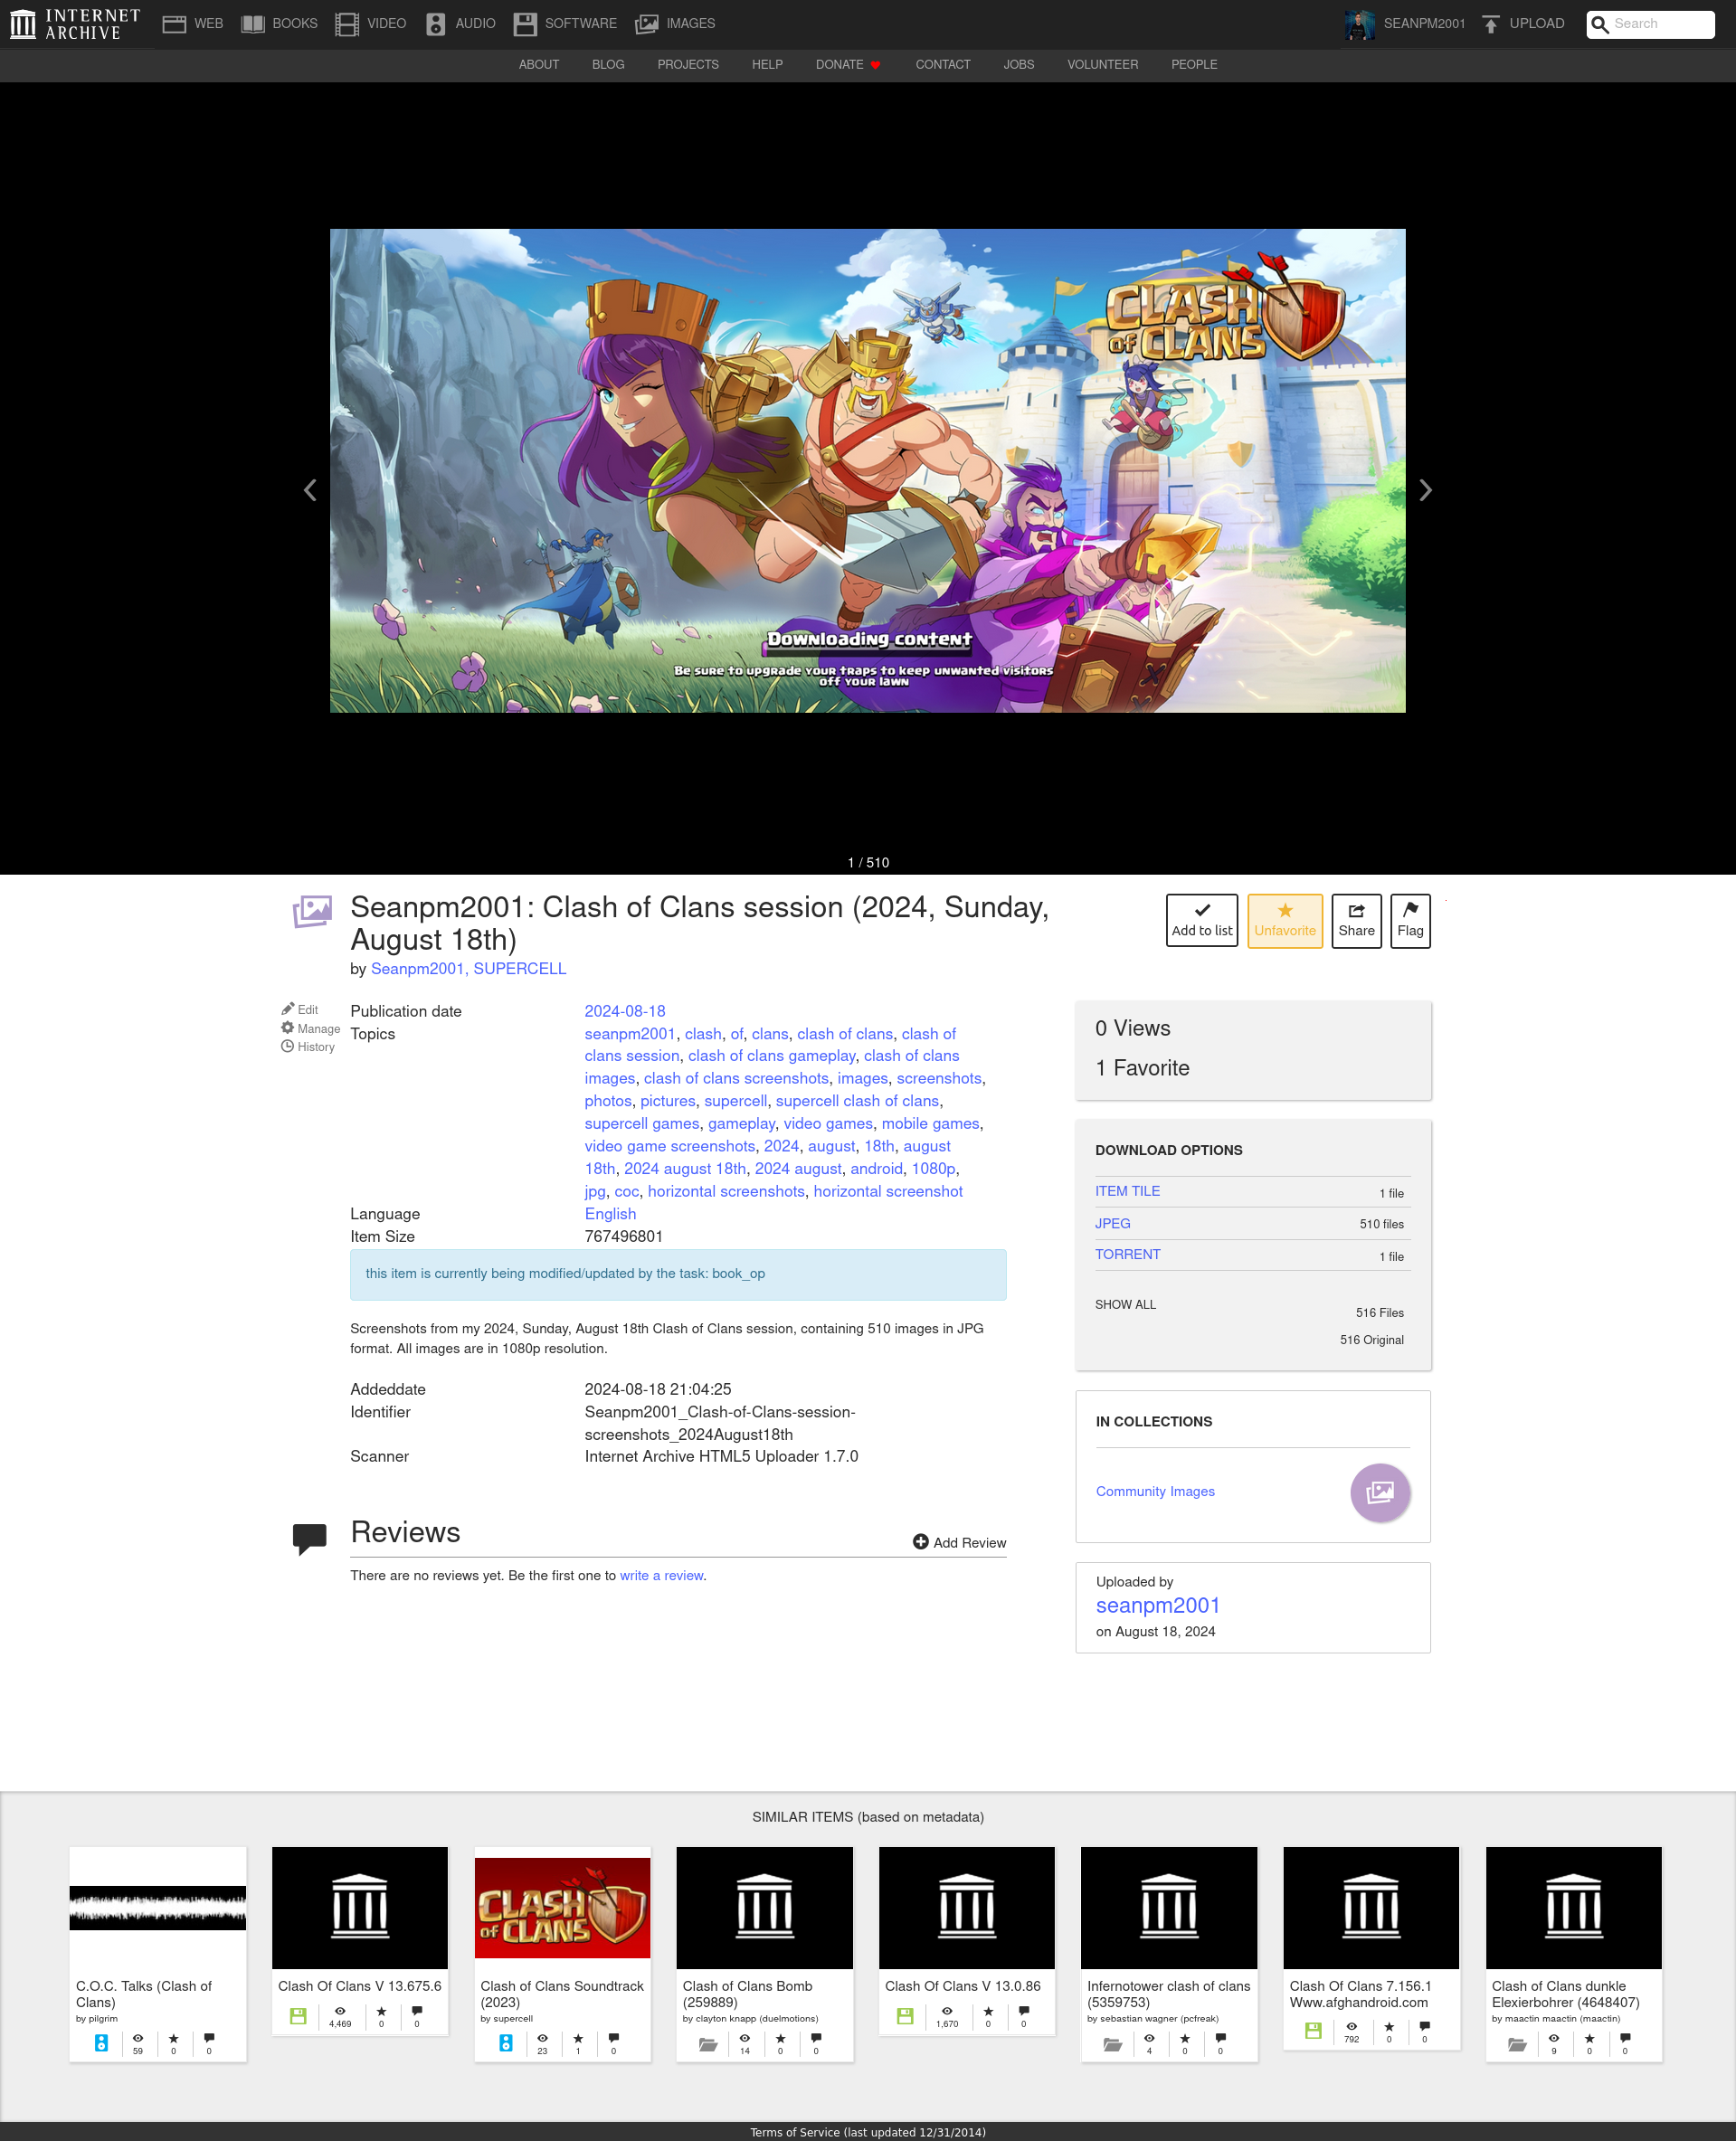 INTERNET
ARCHIVE
WEB BOOKS VIDEO AUDIO SOFTWARE IMAGES SEANPM2001 UPLOAD Search
ABOUT BLOG PROJECTS HELP DONATE CONTACT JOBS VOLUNTEER PEOPLE
CLASH
OF CLANS
Downloading content
Be sure to upgrade your traps to keep unwanted visitors
off your lawn
1 / 510
Seanpm2001: Clash of Clans session (2024, Sunday,
August 18th)
by Seanpm2001, SUPERCELL
Add to list
Unfavorite
Share
Flag
Edit
Manage
History
Publication date 2024-08-18
Topics seanpm2001, clash, of, clans, clash of clans, clash of
clans session, clash of clans gameplay, clash of clans
images, clash of clans screenshots, images, screenshots,
photos, pictures, supercell, supercell clash of clans,
supercell games, gameplay, video games, mobile games,
video game screenshots, 2024, august, 18th, august
18th, 2024 august 18th, 2024 august, android, 1080p,
jpg, coc, horizontal screenshots, horizontal screenshot
Language English
Item Size 767496801
this item is currently being modified/updated by the task: book_op
Screenshots from my 2024, Sunday, August 18th Clash of Clans session, containing 510 images in JPG
format. All images are in 1080p resolution.
Addeddate 2024-08-18 21:04:25
Identifier Seanpm2001_Clash-of-Clans-session-
screenshots_2024August18th
Scanner Internet Archive HTML5 Uploader 1.7.0
Reviews
Add Review
There are no reviews yet. Be the first one to write a review.
0 Views
1 Favorite
DOWNLOAD OPTIONS
ITEM TILE 1 file
JPEG 510 files
TORRENT 1 file
SHOW ALL 516 Files
516 Original
IN COLLECTIONS
Community Images
Uploaded by
seanpm2001
on August 18, 2024
SIMILAR ITEMS (based on metadata)
C.O.C. Talks (Clash of
Clans)
by pilgrim
59 0 0
Clash Of Clans V 13.675.6
4,469 0 0
CLASH
OF CLANS
Clash of Clans Soundtrack
(2023)
by supercell
23 1 0
Clash of Clans Bomb
(259889)
by clayton knapp (duelmotions)
14 0 0
Clash Of Clans V 13.0.86
1,670 0 0
Infernotower clash of clans
(5359753)
by sebastian wagner (pcfreak)
4 0 0
Clash Of Clans 7.156.1
Www.afghandroid.com
792 0 0
Clash of Clans dunkle
Elexierbohrer (4648407)
by maactin maactin (maactin)
9 0 0
Terms of Service (last updated 12/31/2014)